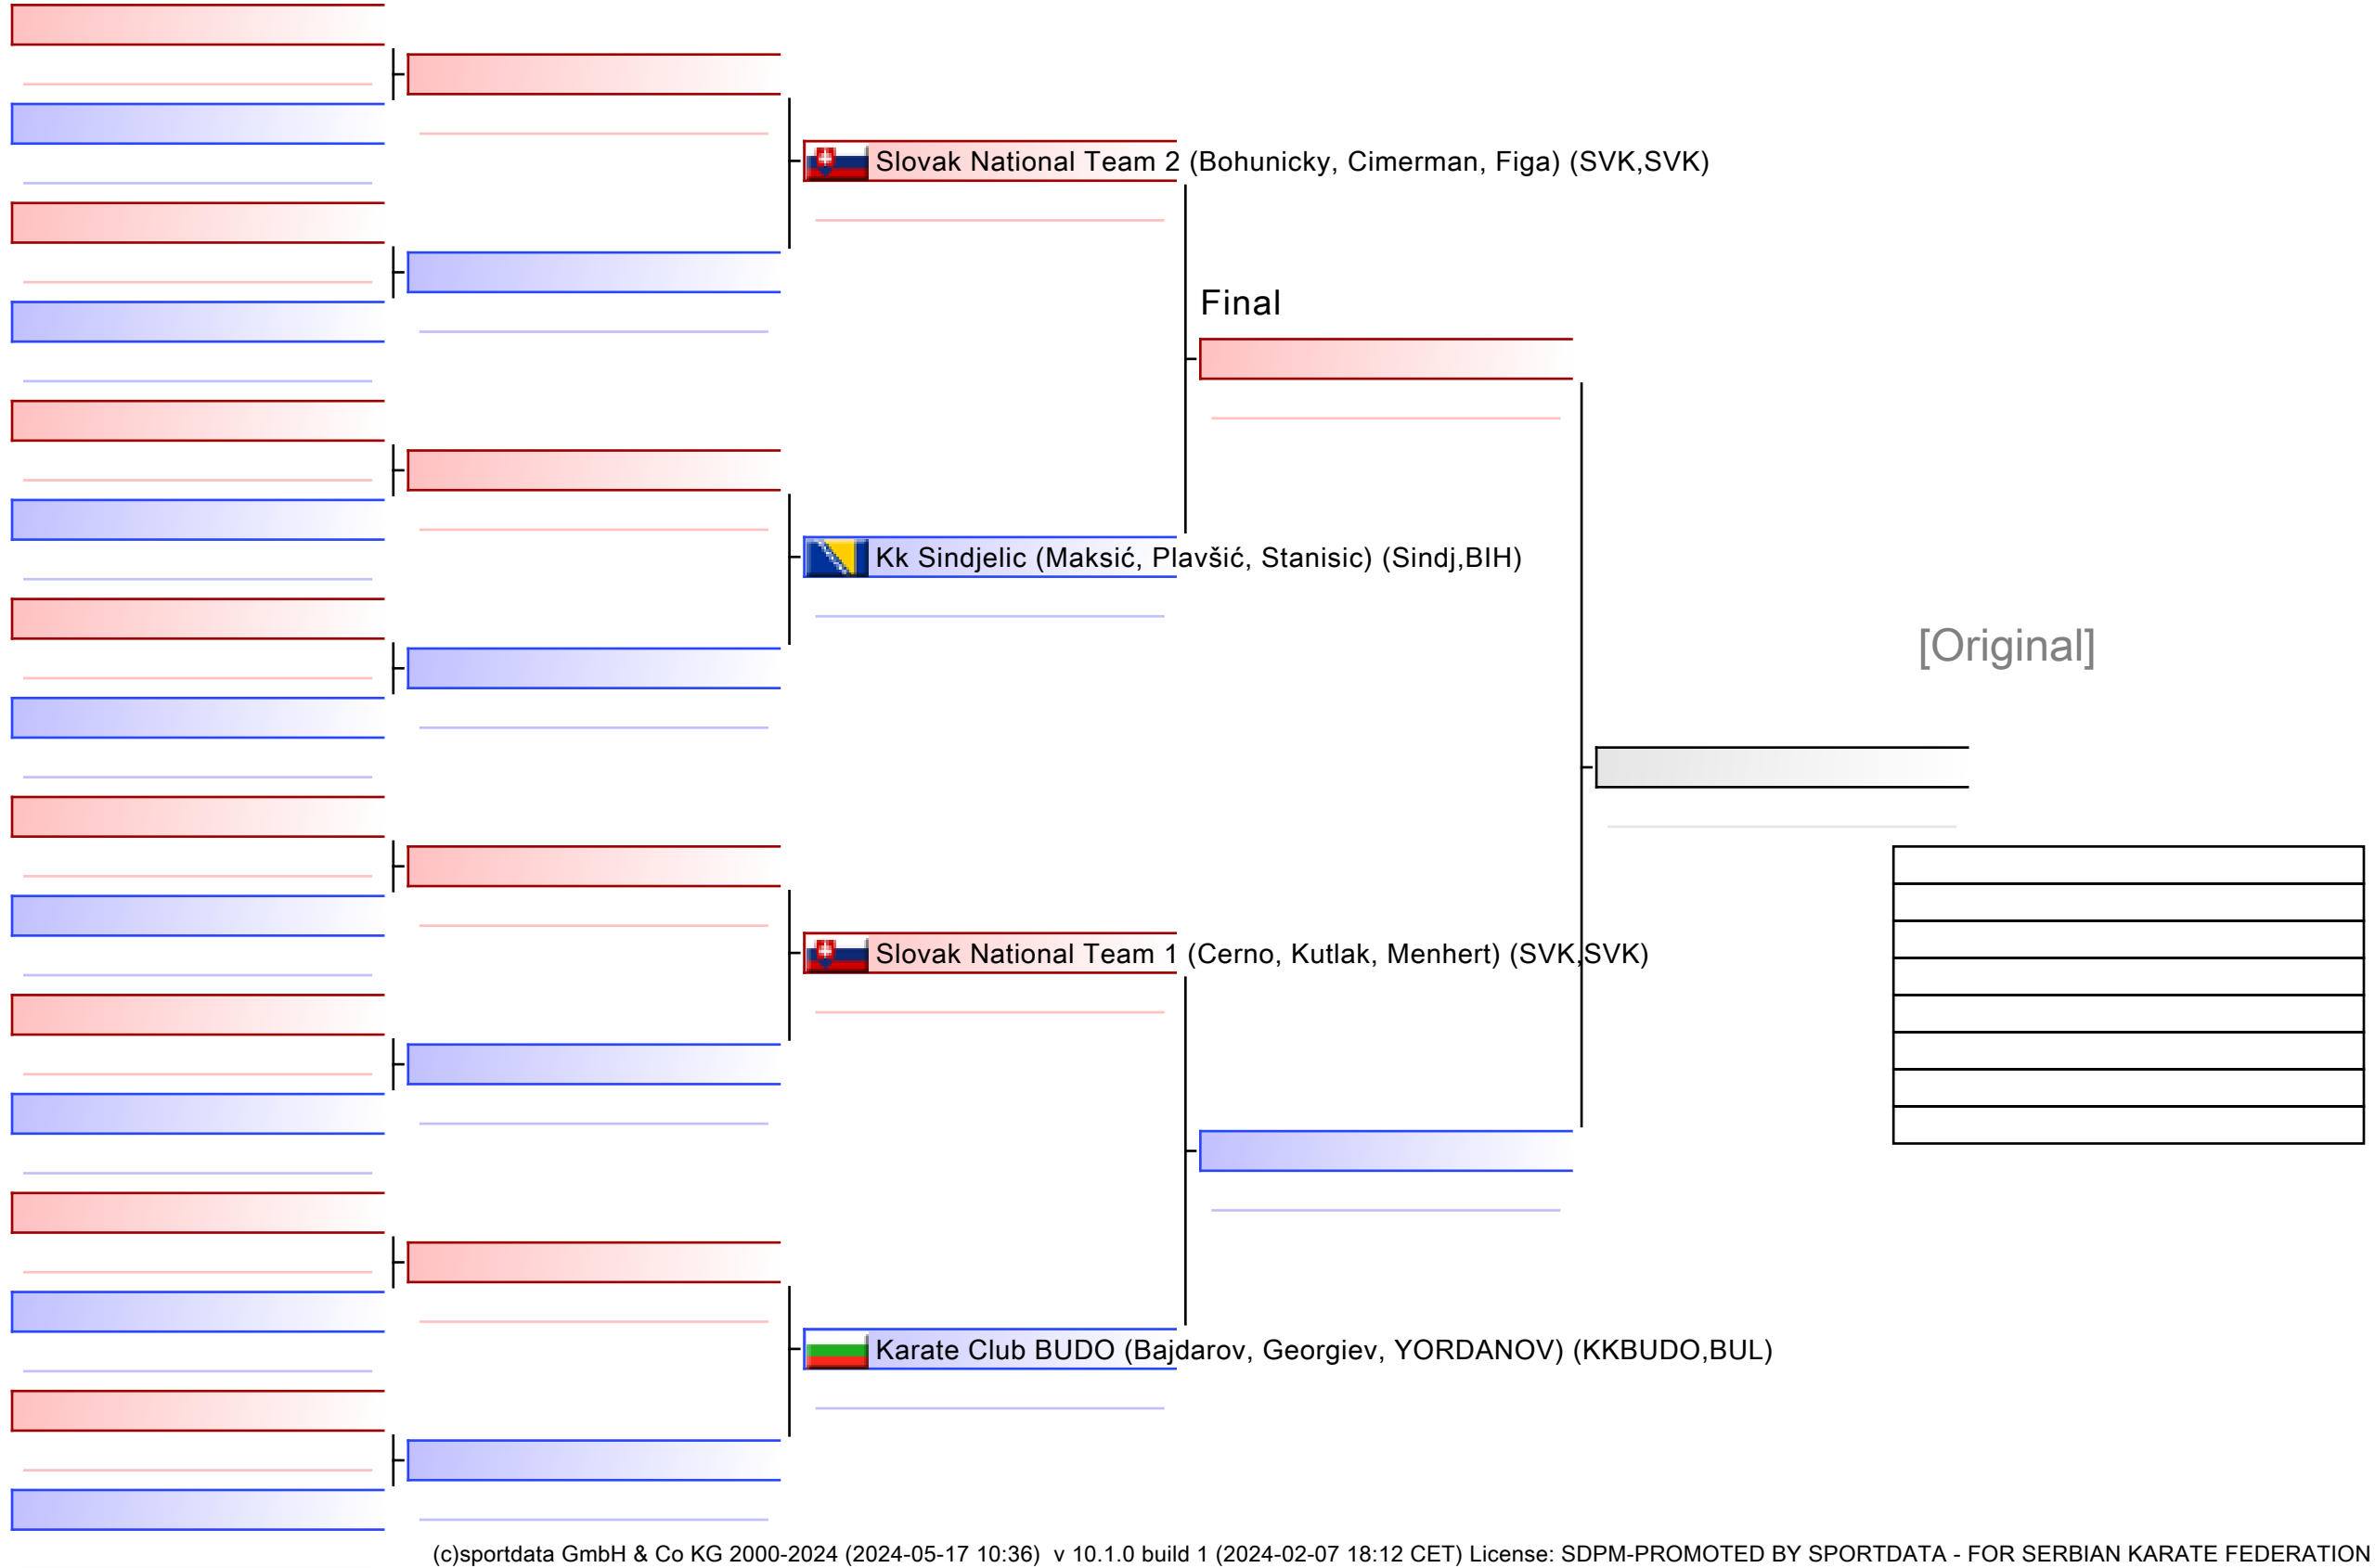 Slovak National Team 2 (Bohunicky, Cimerman, Figa) (SVK,SVK)
Final
Kk Sindjelic (Maksić, Plavšić, Stanisic) (Sindj,BIH)
[Original]
Slovak National Team 1 (Cerno, Kutlak, Menhert) (SVK,SVK)
Karate Club BUDO (Bajdarov, Georgiev, YORDANOV) (KKBUDO,BUL)
(c)sportdata GmbH & Co KG 2000-2024 (2024-05-17 10:36) v 10.1.0 build 1 (2024-02-07 18:12 CET) License: SDPM-PROMOTED BY SPORTDATA - FOR SERBIAN KARATE FEDERATION